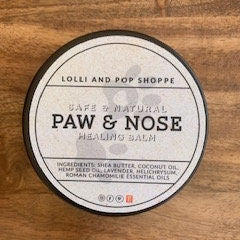 LOLLI AND POP SHOPPE
SAFE & NATURAL
PAW & NOSE
HEALING BALM
INGREDIENTS: SHEA BUTTER, COCONUT OIL,
HEMP SEED OIL, LAVENDER, HELICHRYSUM,
ROMAN CHAMOMILIE ESSENTIAL OILS